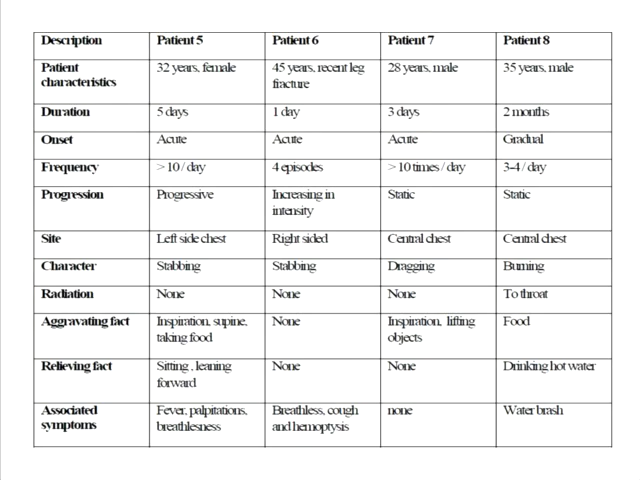 Description Patient 5 Patient 6 Patient 7 Patient 8
Patient characteristics 32 years, female 45 years, recent leg fracture 28 years, male 35 years, male
Duration 5 days 1 day 3 days 2 months
Onset Acute Acute Acute Gradual
Frequency > 10 / day 4 episodes > 10 times / day 3-4 / day
Progression Progressive Increasing in intensity Static Static
Site Left side chest Right sided Central chest Central chest
Character Stabbing Stabbing Dragging Burning
Radiation None None None To throat
Aggravating fact Inspiration, supine, taking food None Inspiration, lifting objects Food
Relieving fact Sitting , leaning forward None None Drinking hot water
Associated symptoms Fever, palpitations, breathlesness Breathless, cough and hemoptysis none Water brash